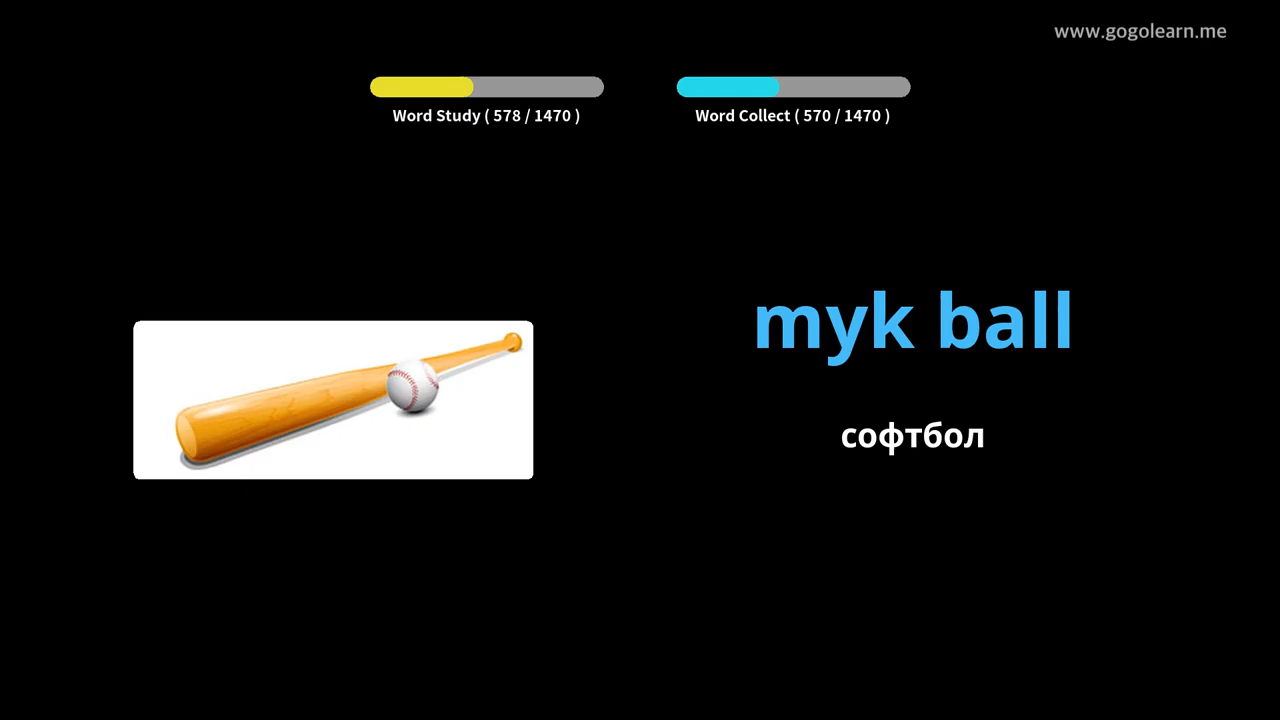 www.gogolearn.me
Word Study ( 578 / 1470 )
Word Collect ( 570 / 1470 )
myk ball
софтбол